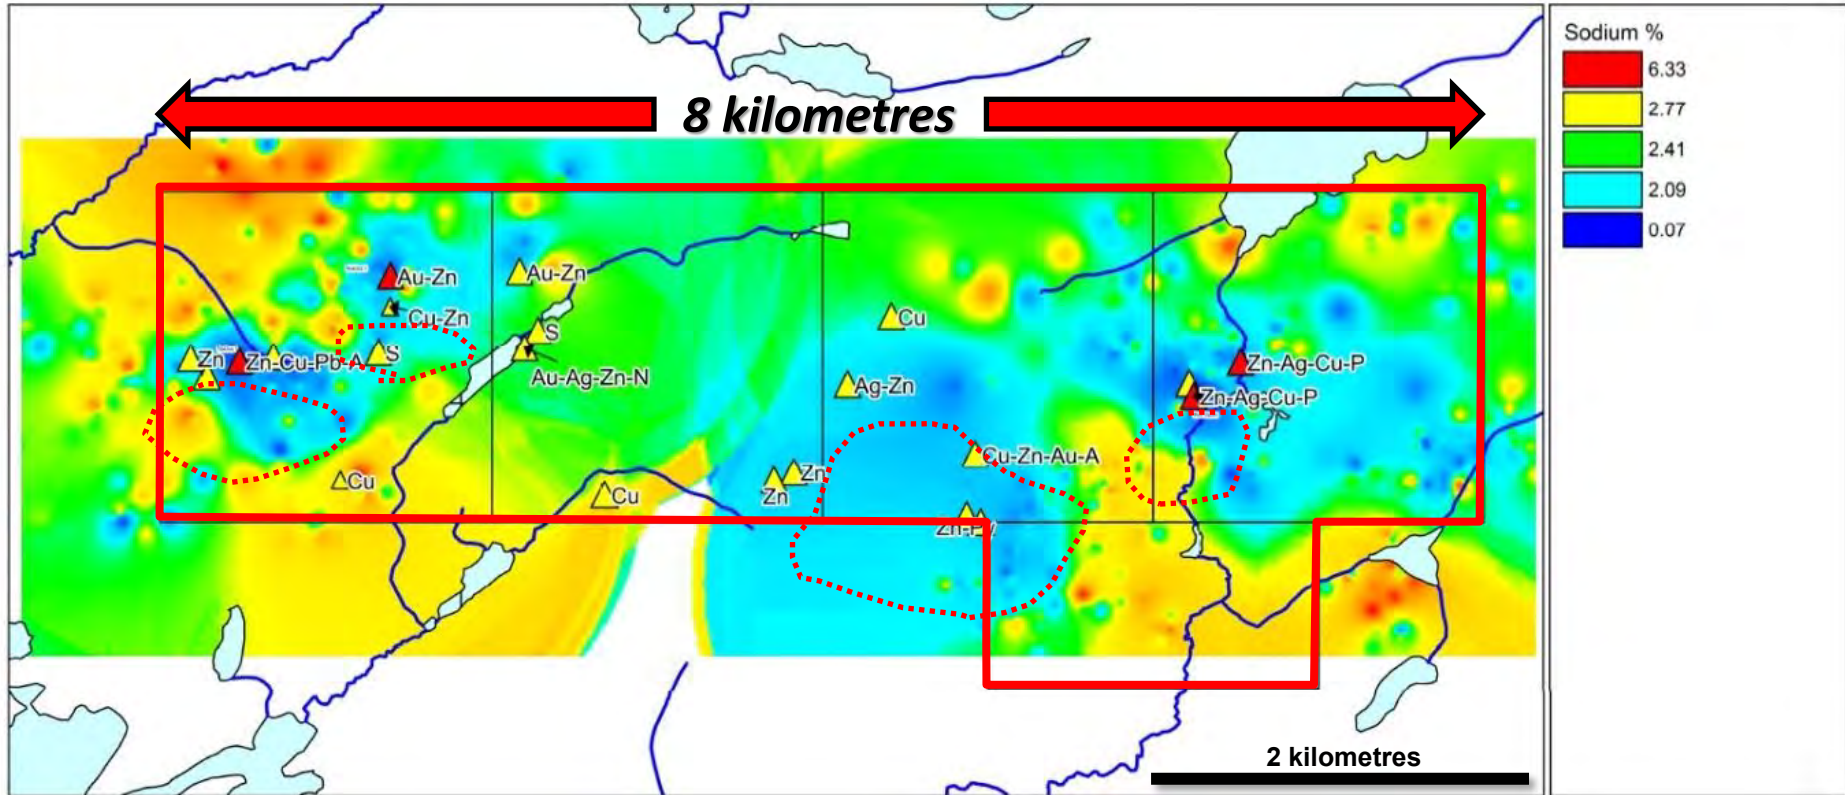 Sodium %
6.33
2.77
2.41
2.09
0.07
8 kilometres
Au-Zn
Au-Zn
Cu-Zn
Cu
S
S
Zn
Zn-Cu-Pb-A
Au-Ag-Zn-N
Zn-Ag-Cu-P
Ag-Zn
Zn-Ag-Cu-P
Cu-Zn-Au-A
Zn
Cu
Cu
Zn
Zn-Py
2 kilometres